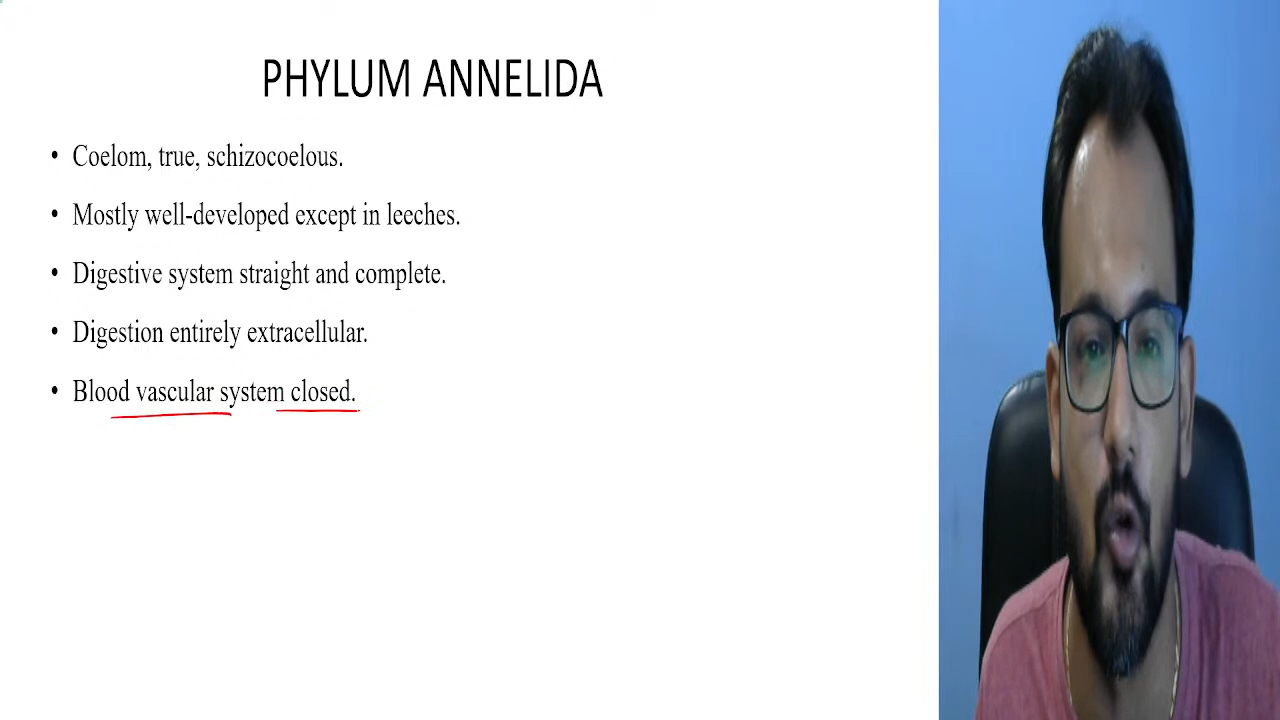 PHYLUM ANNELIDA
• Coelom, true, schizocoelous.
• Mostly well-developed except in leeches.
• Digestive system straight and complete.
• Digestion entirely extracellular.
• Blood vascular system closed.